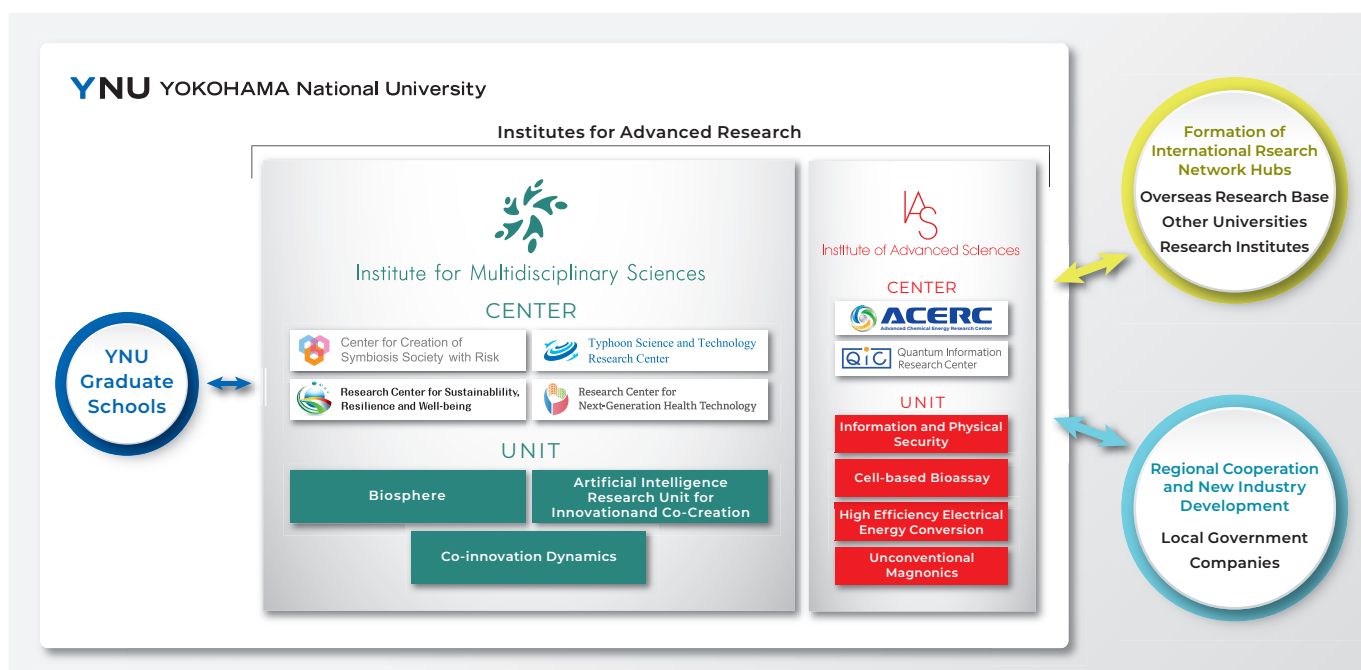 YNU YOKOHAMA National University
Institutes for Advanced Research
Institute for Multidisciplinary Sciences
CENTER
Center for Creation of
Symbiosis Society with Risk
Typhoon Science and Technology
Research Center
Research Center for Sustainablility,
Resilience and Well-being
Research Center for
Next-Generation Health Technology
UNIT
Biosphere
Artificial Intelligence
Research Unit for
Innovationand Co-Creation
Co-innovation Dynamics
IAS
Institute of Advanced Sciences
CENTER
ACERC
Advanced Chemical Energy Research Center
QIC
Quantum Information
Research Center
UNIT
Information and Physical
Security
Cell-based Bioassay
High Efficiency Electrical
Energy Conversion
Unconventional
Magnonics
YNU
Graduate
Schools
Formation of
International Rsearch
Network Hubs
Overseas Research Base
Other Universities
Research Institutes
Regional Cooperation
and New Industry
Development
Local Government
Companies